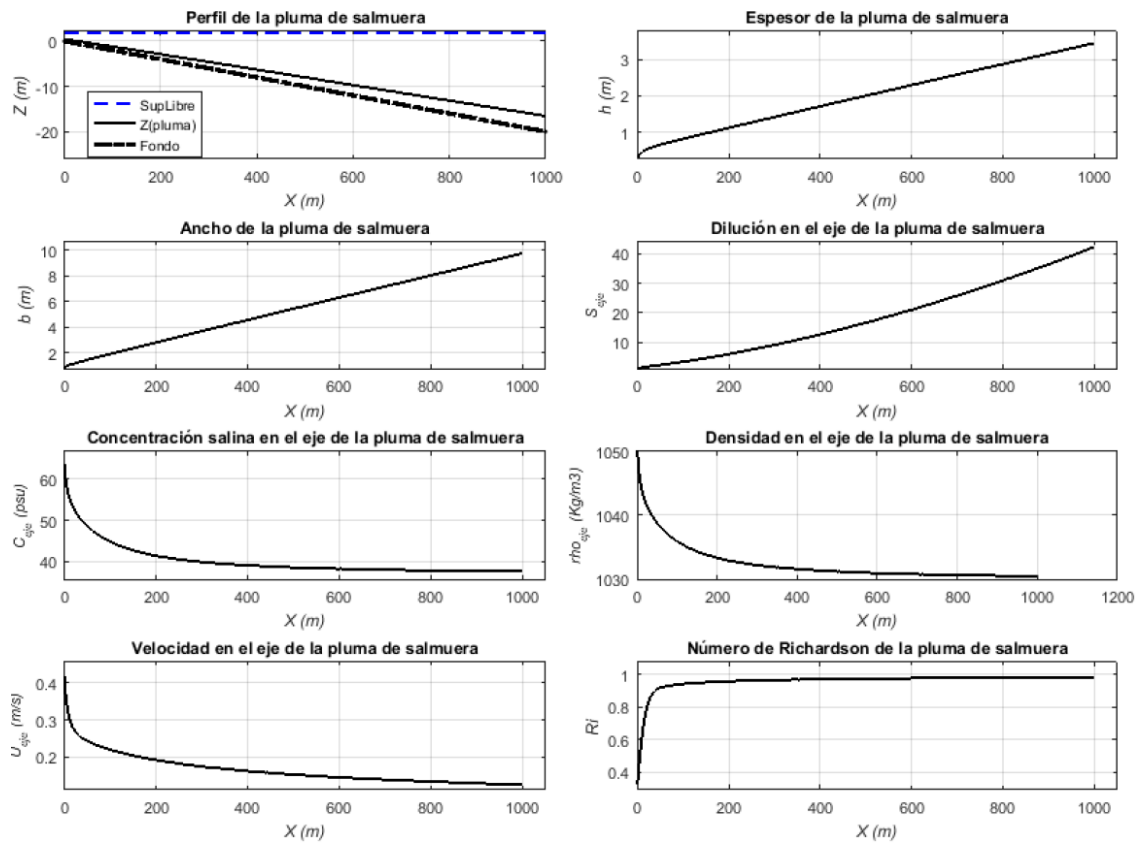 Perfil de la pluma de salmuera
Z (m)
0
-10
-20
SupLibre
Z(pluma)
Fondo
0 200 400 600 800 1000
X (m)
Espesor de la pluma de salmuera
h (m)
3
2
1
0 200 400 600 800 1000
X (m)
Ancho de la pluma de salmuera
b (m)
10
8
6
4
2
0 200 400 600 800 1000
X (m)
Dilución en el eje de la pluma de salmuera
S_eje
40
30
20
10
0 200 400 600 800 1000
X (m)
Concentración salina en el eje de la pluma de salmuera
C_eje (psu)
60
50
40
0 200 400 600 800 1000
X (m)
Densidad en el eje de la pluma de salmuera
rho_eje (Kg/m3)
1050
1040
1030
0 200 400 600 800 1000 1200
X (m)
Velocidad en el eje de la pluma de salmuera
U_eje (m/s)
0.4
0.3
0.2
0 200 400 600 800 1000
X (m)
Número de Richardson de la pluma de salmuera
Ri
1
0.8
0.6
0.4
0 200 400 600 800 1000
X (m)